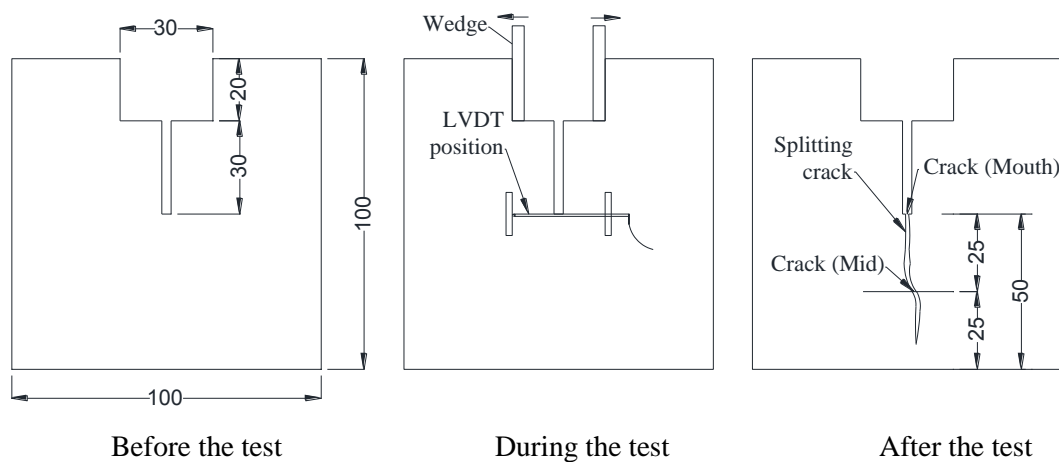 30
20
30
100
100
Before the test
Wedge
LVDT
position
During the test
Splitting
crack
Crack (Mouth)
Crack (Mid)
25
25
50
After the test